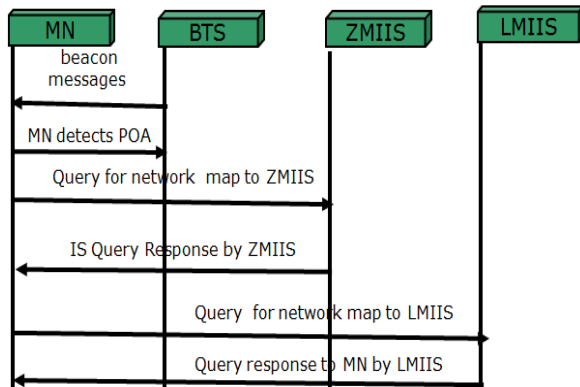 MN
BTS
ZMIIS
LMIIS
beacon
messages
MN detects POA
Query for network map to ZMIIS
IS Query Response by ZMIIS
Query for network map to LMIIS
Query response to MN by LMIIS